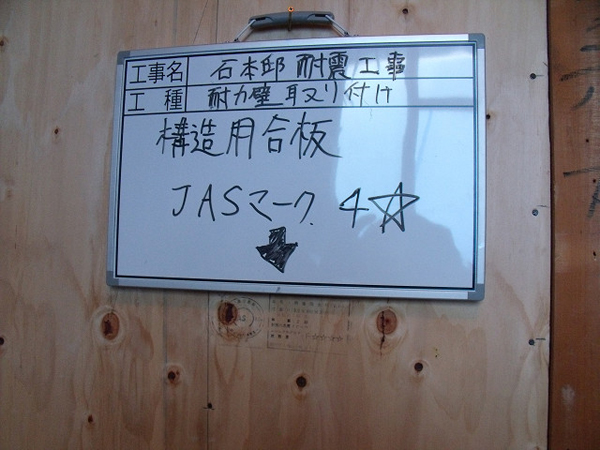 工事名 石本邸 耐震工事
工種 耐力壁取り付け
構造用合板
JASマーク 4☆